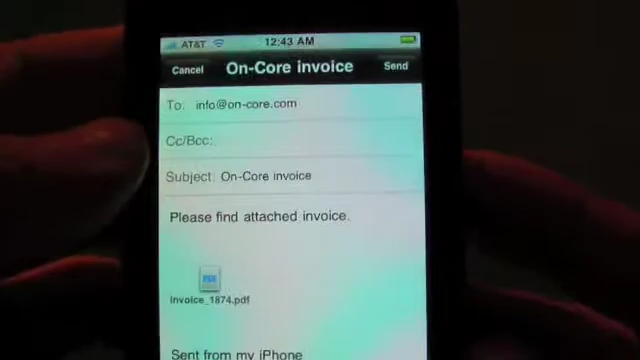 AT&T 12:43 AM
Cancel On-Core invoice Send
To: info@on-core.com
Cc/Bcc:
Subject: On-Core invoice
Please find attached invoice.
PDF
invoice_1874.pdf
Sent from my iPhone